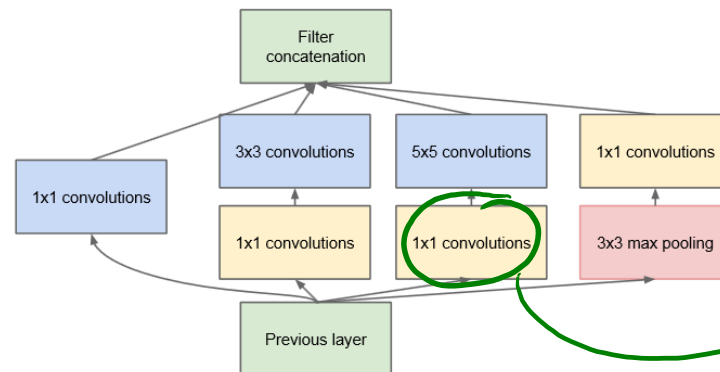 Filter
concatenation
3x3 convolutions
5x5 convolutions
1x1 convolutions
1x1 convolutions
1x1 convolutions
1x1 convolutions
3x3 max pooling
Previous layer